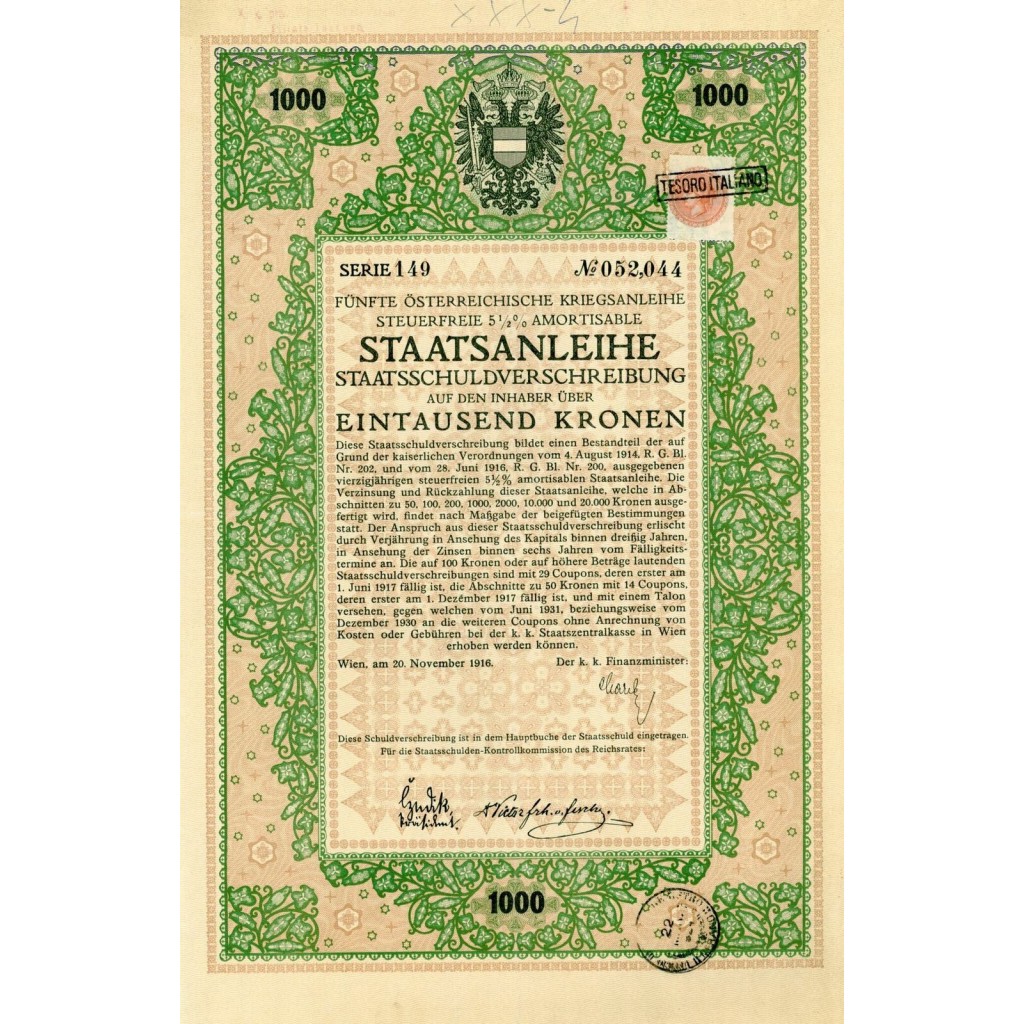 XXX-4
1000
1000
TESORO ITALIANO
SERIE 149 № 052,044
FÜNFTE ÖSTERREICHISCHE KRIEGSANLEIHE
STEUERFREIE 5½% AMORTISABLE
STAATSANLEIHE
STAATSSCHULDVERSCHREIBUNG
AUF DEN INHABER ÜBER
EINTAUSEND KRONEN
Diese Staatsschuldverschreibung bildet einen Bestandteil der auf
Grund der kaiserlichen Verordnungen vom 4. August 1914, R. G. Bl.
Nr. 202, und vom 28. Juni 1916, R. G. Bl. Nr. 200, ausgegebenen
vierzigjährigen steuerfreien 5½% amortisablen Staatsanleihe. Die
Verzinsung und Rückzahlung dieser Staatsanleihe, welche in Ab-
schnitten zu 50, 100, 200, 1000, 2000, 10.000 und 20.000 Kronen ausge-
fertigt wird, findet nach Maßgabe der beigefügten Bestimmungen
statt. Der Anspruch aus dieser Staatsschuldverschreibung erlischt
durch Verjährung in Ansehung des Kapitals binnen dreißig Jahren,
in Ansehung der Zinsen binnen sechs Jahren vom Fälligkeits-
termine an. Die auf 100 Kronen oder auf höhere Beträge lautenden
Staatsschuldverschreibungen sind mit 29 Coupons, deren erster am
1. Juni 1917 fällig ist, die Abschnitte zu 50 Kronen mit 14 Coupons,
deren erster am 1. Dezember 1917 fällig ist, und mit einem Talon
versehen, gegen welchen vom Juni 1931, beziehungsweise vom
Dezember 1930 an die weiteren Coupons ohne Anrechnung von
Kosten oder Gebühren bei der k. k. Staatszentralkasse in Wien
erhoben werden können.
Wien, am 20. November 1916. Der k. k. Finanzminister:
Diese Schuldverschreibung ist in dem Hauptbuche der Staatsschuld eingetragen.
Für die Staatsschulden-Kontrollkommission des Reichsrates:
Präsident.
1000
22